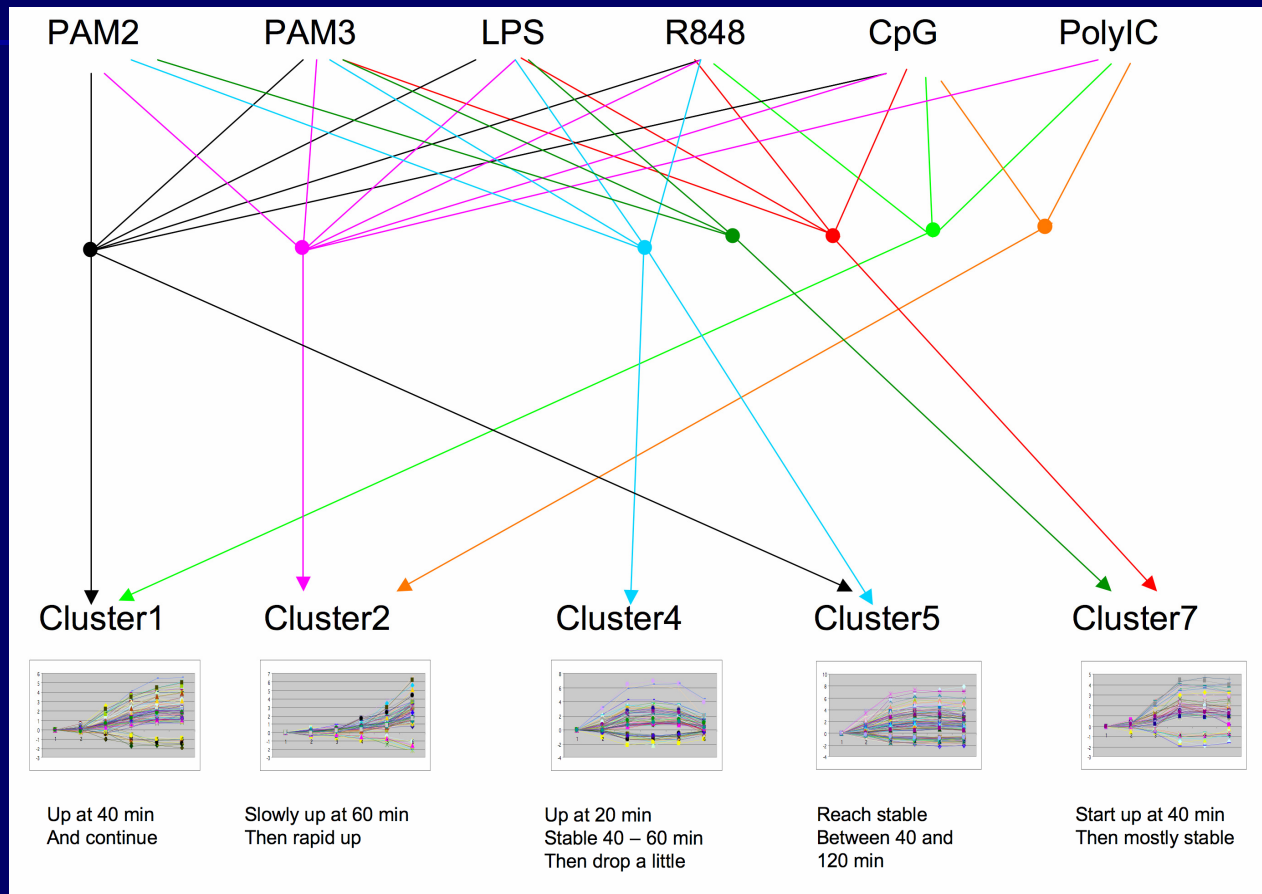 PAM2 PAM3 LPS R848 CpG PolyIC
Cluster1 Cluster2 Cluster4 Cluster5 Cluster7
Up at 40 min
And continue
Slowly up at 60 min
Then rapid up
Up at 20 min
Stable 40 – 60 min
Then drop a little
Reach stable
Between 40 and
120 min
Start up at 40 min
Then mostly stable